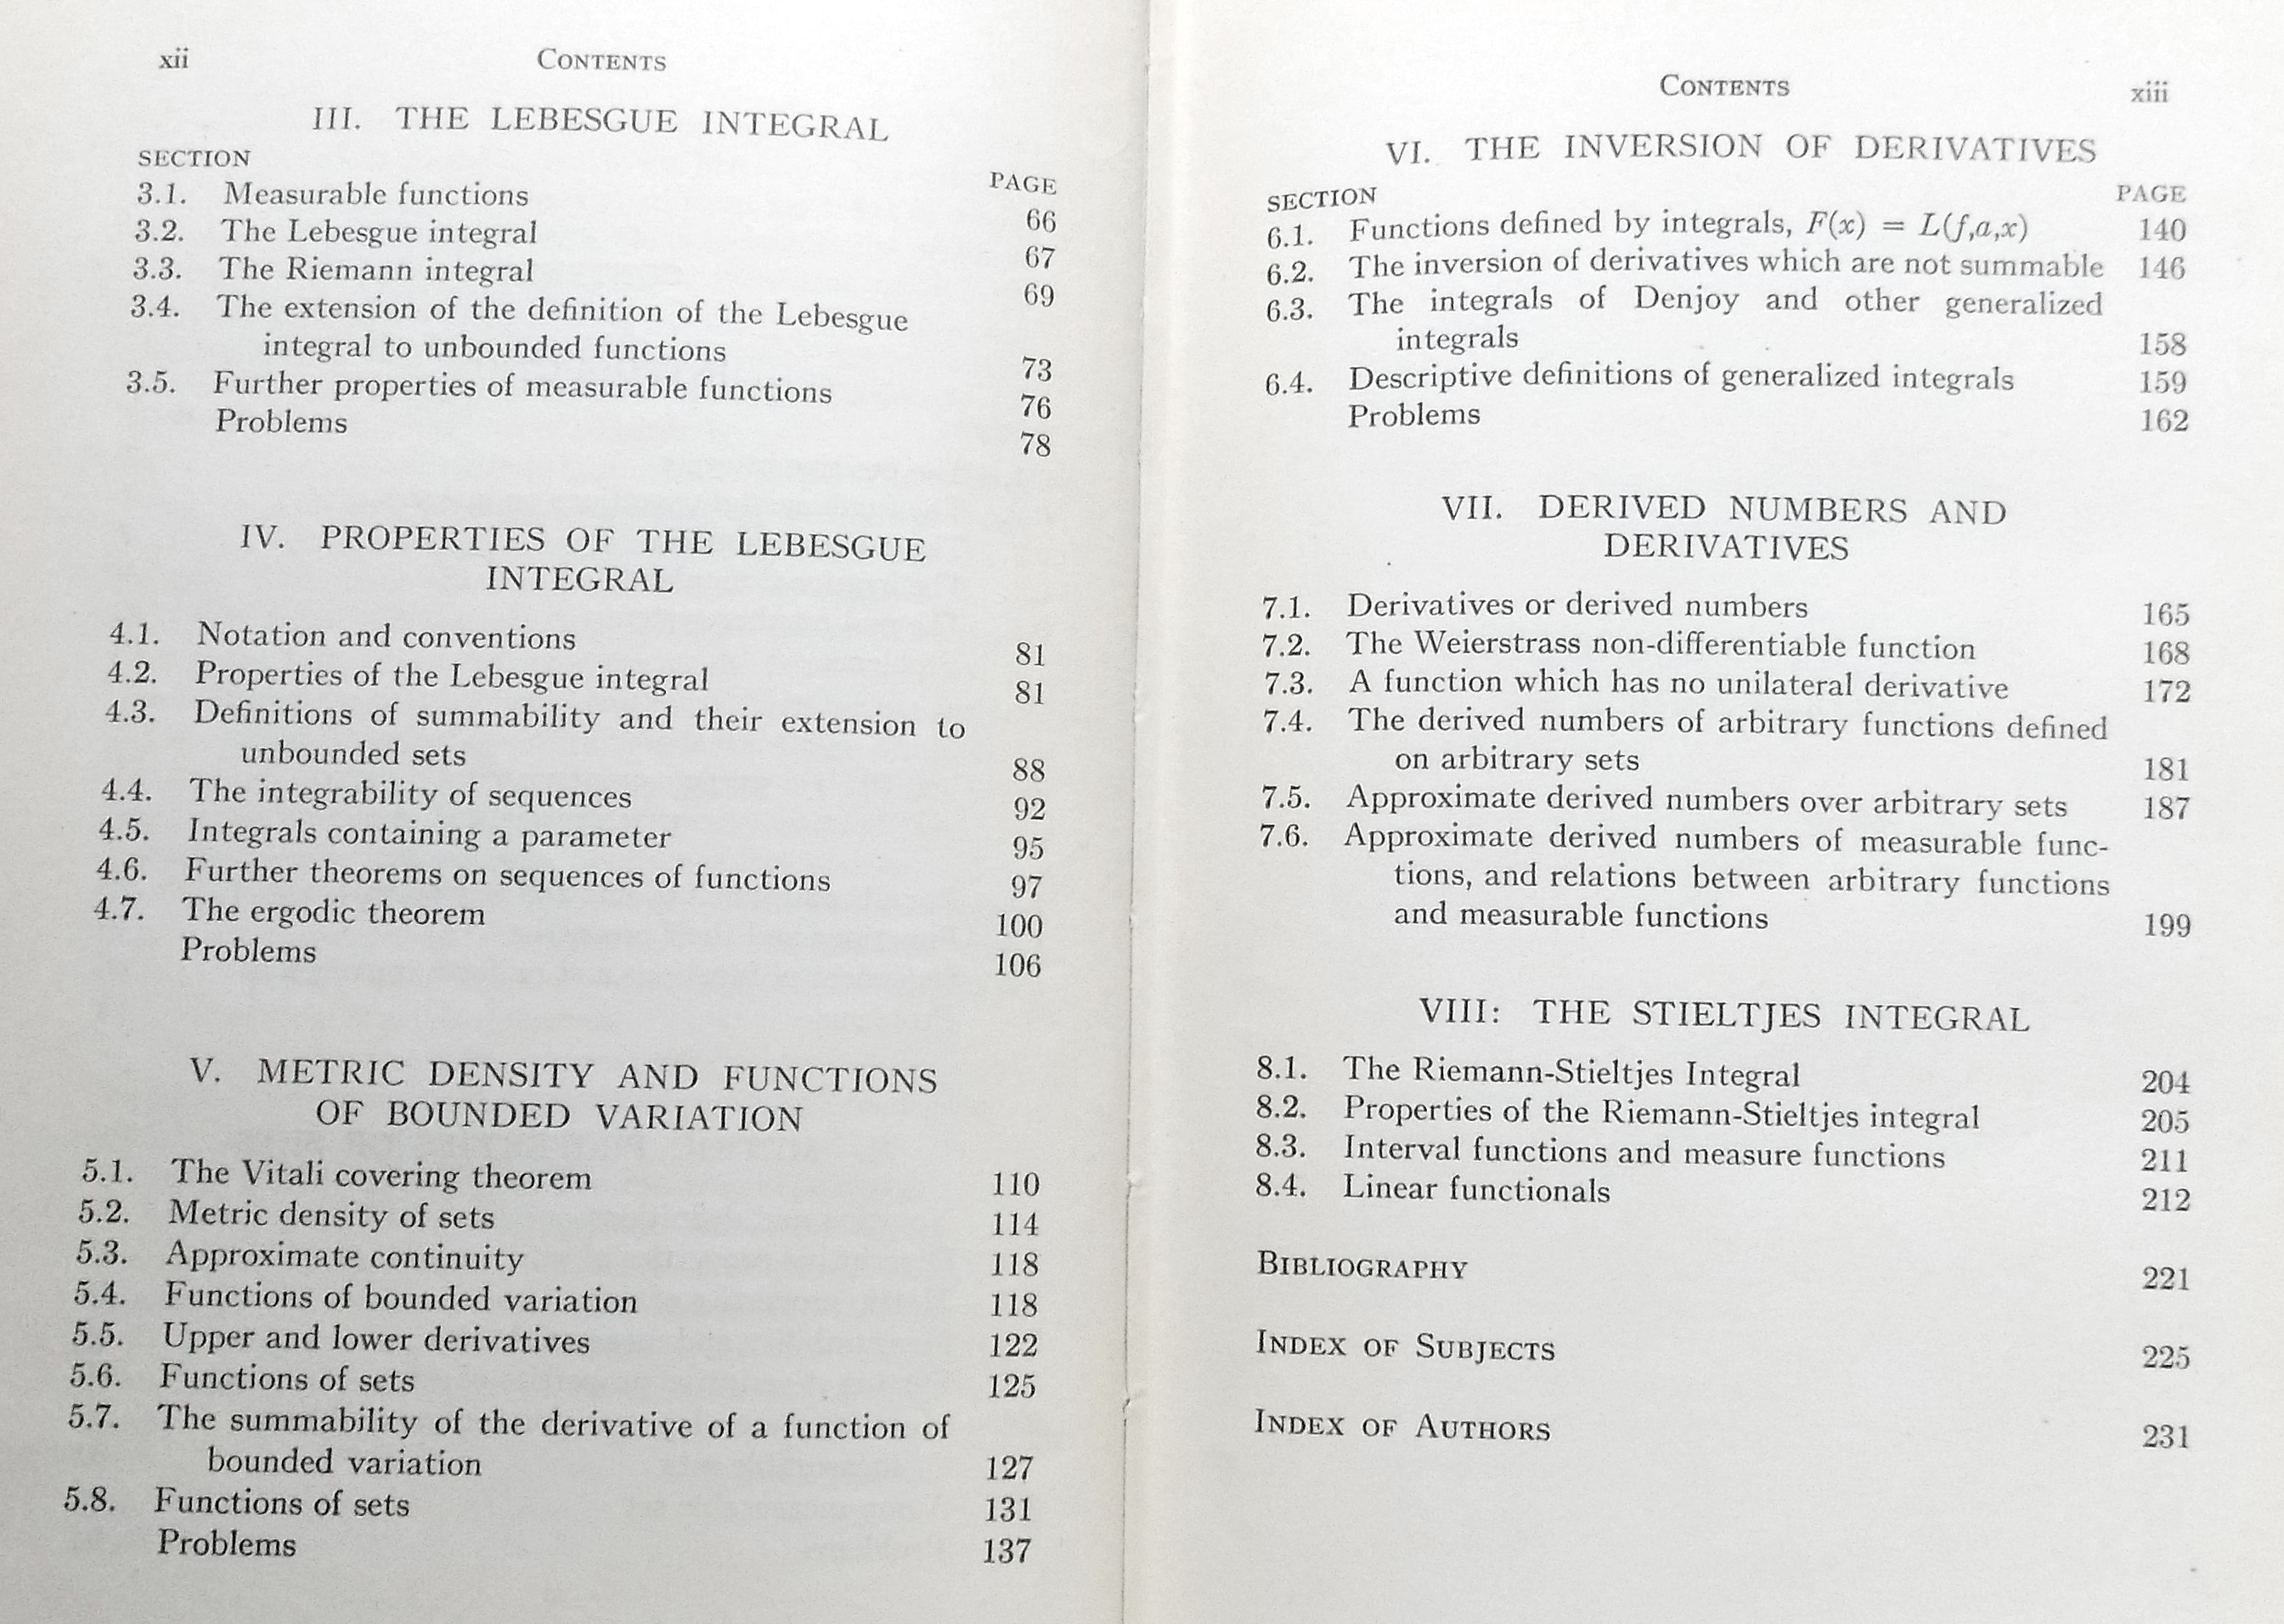 xii CONTENTS
III. THE LEBESGUE INTEGRAL
SECTION PAGE
3.1. Measurable functions 66
3.2. The Lebesgue integral 67
3.3. The Riemann integral 69
3.4. The extension of the definition of the Lebesgue
integral to unbounded functions 73
3.5. Further properties of measurable functions 76
Problems 78
IV. PROPERTIES OF THE LEBESGUE
INTEGRAL
4.1. Notation and conventions 81
4.2. Properties of the Lebesgue integral 81
4.3. Definitions of summability and their extension to
unbounded sets 88
4.4. The integrability of sequences 92
4.5. Integrals containing a parameter 95
4.6. Further theorems on sequences of functions 97
4.7. The ergodic theorem 100
Problems 106
V. METRIC DENSITY AND FUNCTIONS
OF BOUNDED VARIATION
5.1. The Vitali covering theorem 110
5.2. Metric density of sets 114
5.3. Approximate continuity 118
5.4. Functions of bounded variation 118
5.5. Upper and lower derivatives 122
5.6. Functions of sets 125
5.7. The summability of the derivative of a function of
bounded variation 127
5.8. Functions of sets 131
Problems 137
CONTENTS xiii
VI. THE INVERSION OF DERIVATIVES
SECTION PAGE
6.1. Functions defined by integrals, F(x) = L(f,a,x) 140
6.2. The inversion of derivatives which are not summable 146
6.3. The integrals of Denjoy and other generalized
integrals 158
6.4. Descriptive definitions of generalized integrals 159
Problems 162
VII. DERIVED NUMBERS AND
DERIVATIVES
7.1. Derivatives or derived numbers 165
7.2. The Weierstrass non-differentiable function 168
7.3. A function which has no unilateral derivative 172
7.4. The derived numbers of arbitrary functions defined
on arbitrary sets 181
7.5. Approximate derived numbers over arbitrary sets 187
7.6. Approximate derived numbers of measurable func-
tions, and relations between arbitrary functions
and measurable functions 199
VIII: THE STIELTJES INTEGRAL
8.1. The Riemann-Stieltjes Integral 204
8.2. Properties of the Riemann-Stieltjes integral 205
8.3. Interval functions and measure functions 211
8.4. Linear functionals 212
BIBLIOGRAPHY 221
INDEX OF SUBJECTS 225
INDEX OF AUTHORS 231